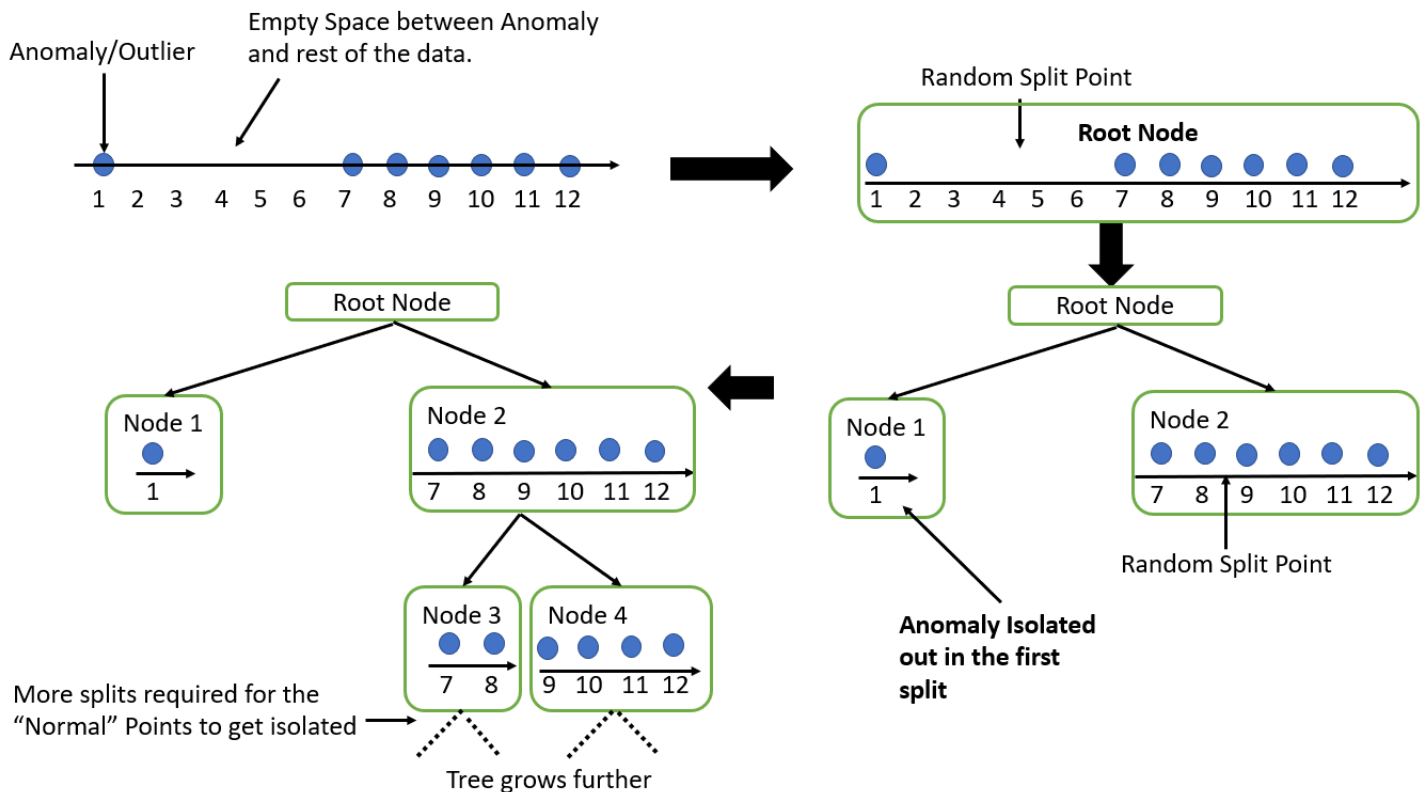 Anomaly/Outlier
Empty Space between Anomaly
and rest of the data.
1 2 3 4 5 6 7 8 9 10 11 12
Random Split Point
Root Node
1 2 3 4 5 6 7 8 9 10 11 12
Root Node
Node 1
1
Node 2
7 8 9 10 11 12
Random Split Point
Anomaly Isolated
out in the first
split
Root Node
Node 1
1
Node 2
7 8 9 10 11 12
Node 3
7 8
Node 4
9 10 11 12
More splits required for the
“Normal” Points to get isolated
Tree grows further